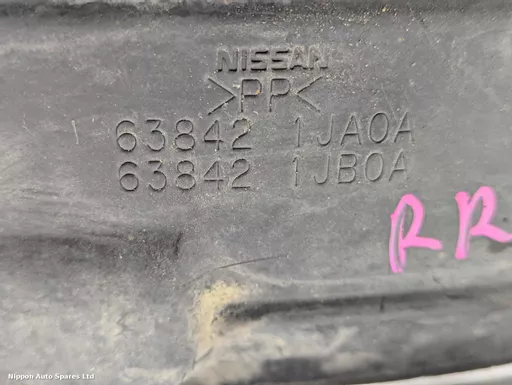 NISSAN
>PP<
63842 1JA0A
63842 1JB0A
RR
Nippon Auto Spares Ltd